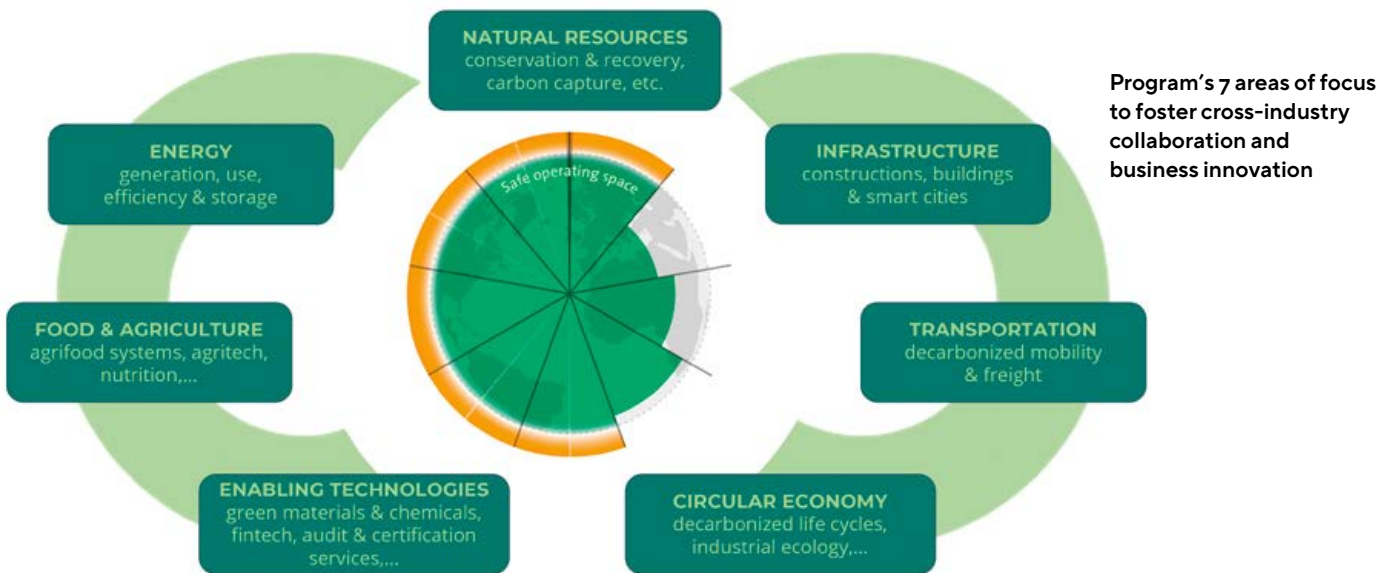 NATURAL RESOURCES
conservation & recovery,
carbon capture, etc.
Program's 7 areas of focus
to foster cross-industry
collaboration and
business innovation
ENERGY
generation, use,
efficiency & storage
INFRASTRUCTURE
constructions, buildings
& smart cities
Safe operating space
FOOD & AGRICULTURE
agrifood systems, agritech,
nutrition,...
TRANSPORTATION
decarbonized mobility
& freight
ENABLING TECHNOLOGIES
green materials & chemicals,
fintech, audit & certification
services,...
CIRCULAR ECONOMY
decarbonized life cycles,
industrial ecology,...